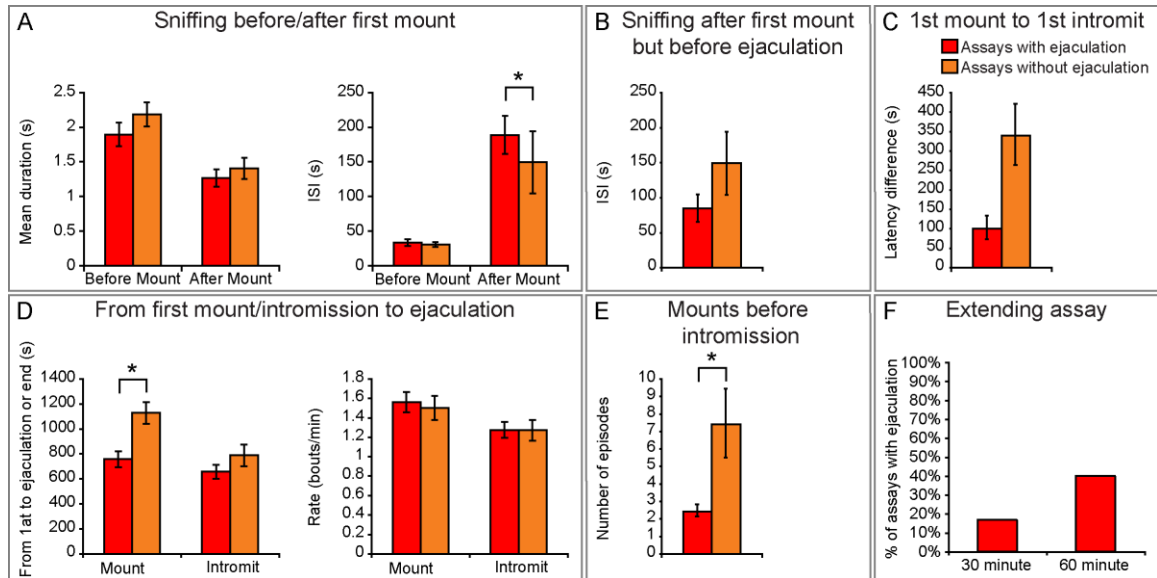 A
Sniffing before/after first mount
Mean duration (s)
2.5
2
1.5
1
0.5
0
Before Mount
After Mount
ISI (s)
250
200
150
100
50
0
*
Before Mount
After Mount
B
Sniffing after first mount
but before ejaculation
ISI (s)
250
200
150
100
50
0
C
1st mount to 1st intromit
Assays with ejaculation
Assays without ejaculation
Latency difference (s)
450
400
350
300
250
200
150
100
50
0
D
From first mount/intromission to ejaculation
From 1at to ejaculation or end (s)
1400
1200
1000
800
600
400
200
0
*
Mount
Intromit
Rate (bouts/min)
1.8
1.6
1.4
1.2
1
0.8
0.6
0.4
0.2
0
Mount
Intromit
E
Mounts before
intromission
Number of episodes
10
9
8
7
6
5
4
3
2
1
0
*
F
Extending assay
% of assays with ejaculation
100%
90%
80%
70%
60%
50%
40%
30%
20%
10%
0%
30 minute
60 minute